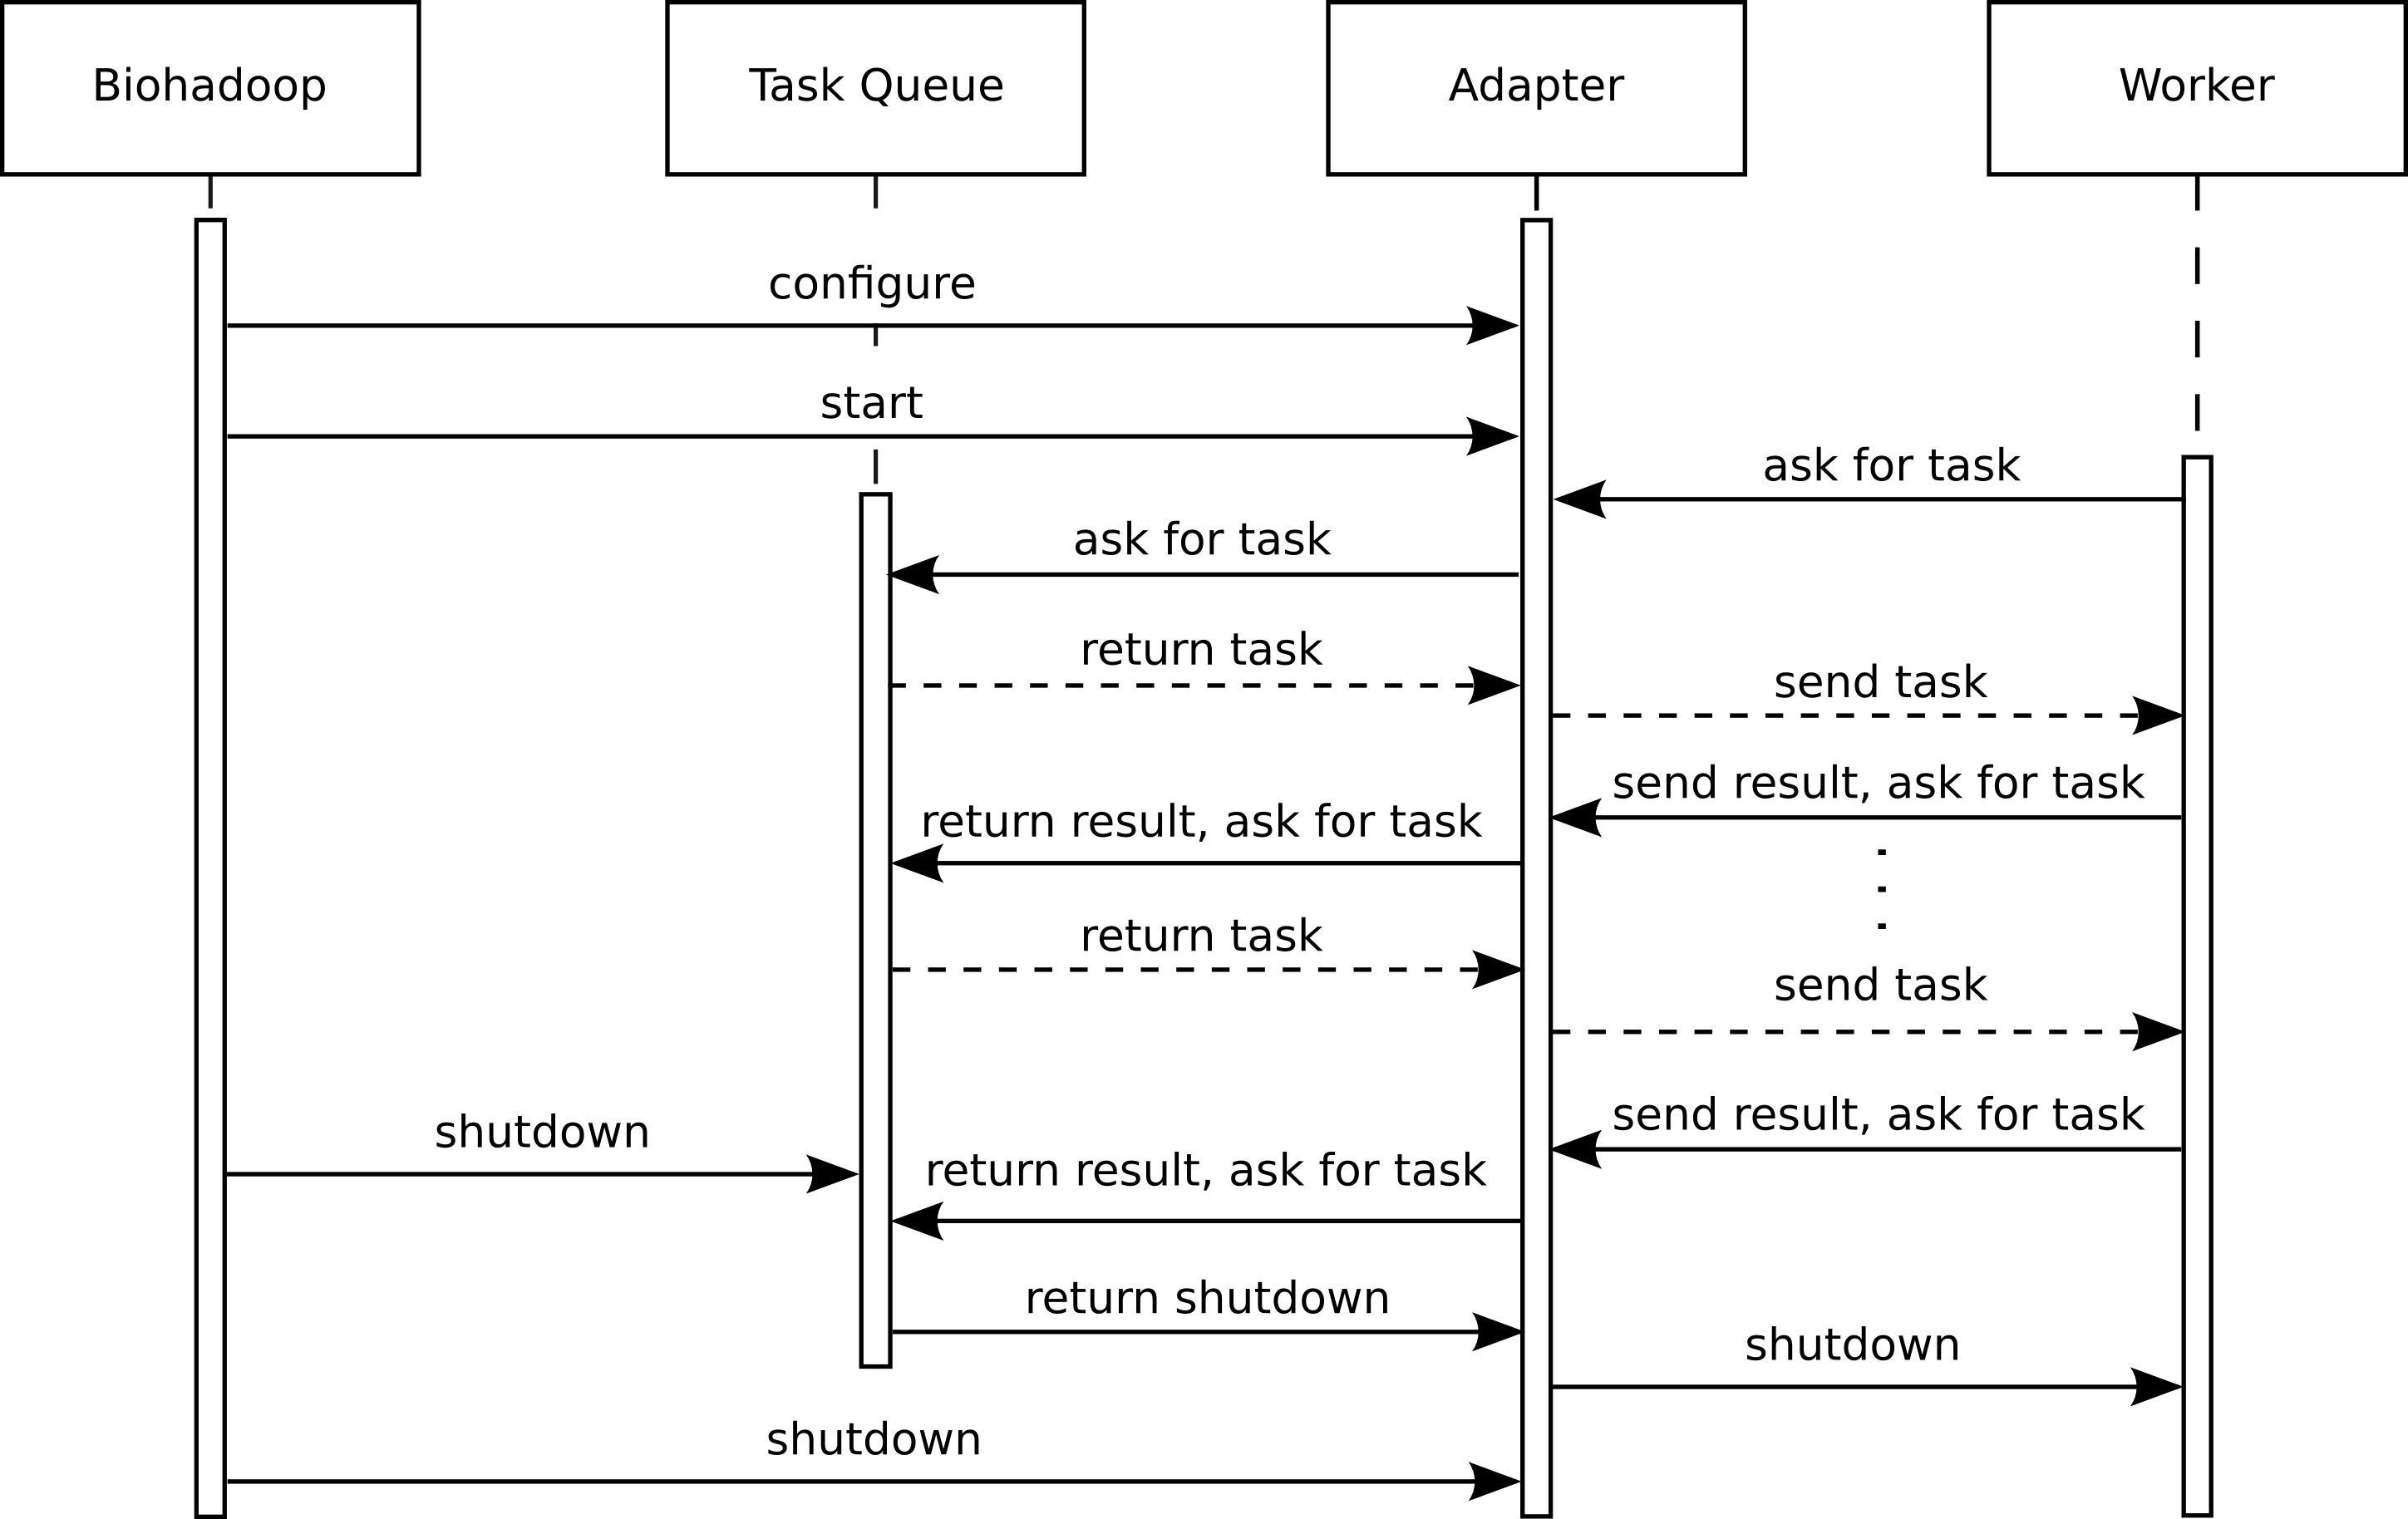 Biohadoop
Task Queue
Adapter
Worker
configure
start
ask for task
ask for task
return task
send task
send result, ask for task
return result, ask for task
return task
send task
send result, ask for task
shutdown
return result, ask for task
return shutdown
shutdown
shutdown